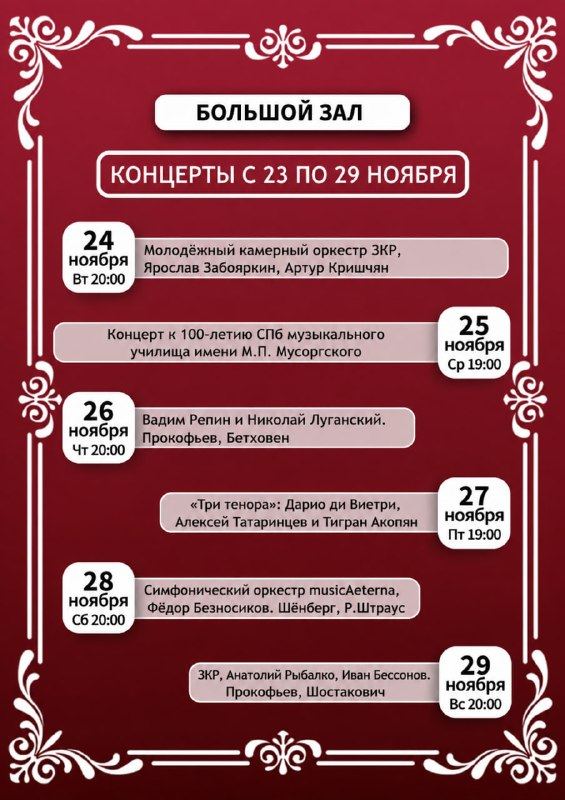 БОЛЬШОЙ ЗАЛ
КОНЦЕРТЫ С 23 ПО 29 НОЯБРЯ
24
ноября
Вт 20:00
Молодёжный камерный оркестр ЗКР,
Ярослав Забояркин, Артур Кришчян
Концерт к 100-летию СПб музыкального
училища имени М.П. Мусоргского
25
ноября
Ср 19:00
26
ноября
Чт 20:00
Вадим Репин и Николай Луганский.
Прокофьев, Бетховен
«Три тенора»: Дарио ди Виетри,
Алексей Татаринцев и Тигран Акопян
27
ноября
Пт 19:00
28
ноября
Сб 20:00
Симфонический оркестр musicAeterna,
Фёдор Безносиков. Шёнберг, Р.Штраус
ЗКР, Анатолий Рыбалко, Иван Бессонов.
Прокофьев, Шостакович
29
ноября
Вс 20:00